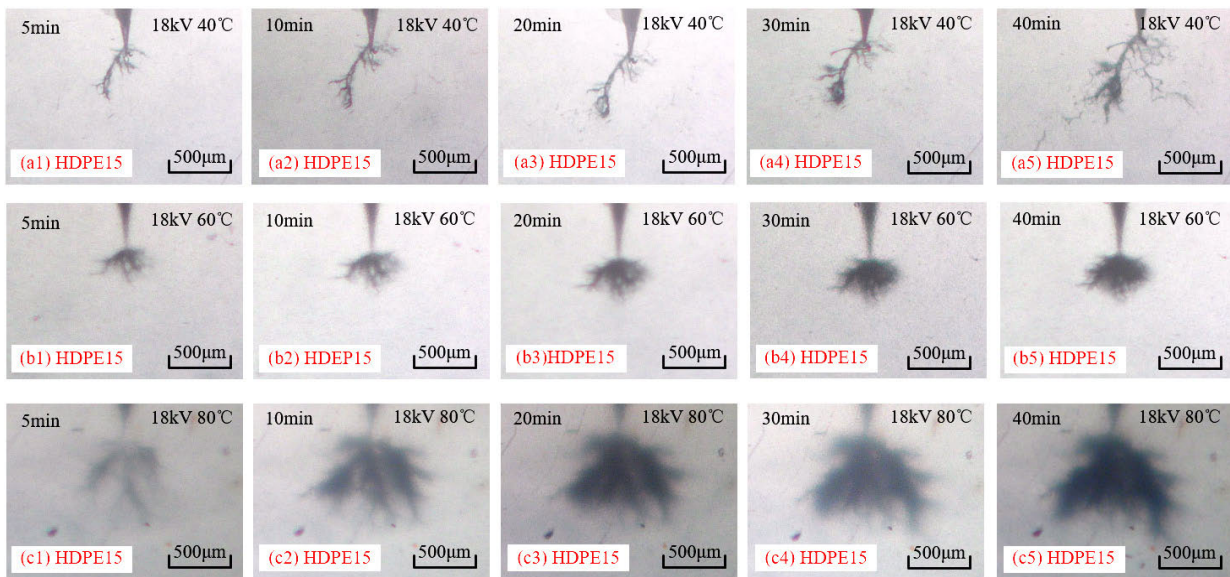 5min 18kV 40℃
(a1) HDPE15 500μm
10min 18kV 40℃
(a2) HDPE15 500μm
20min 18kV 40℃
(a3) HDPE15 500μm
30min 18kV 40℃
(a4) HDPE15 500μm
40min 18kV 40℃
(a5) HDPE15 500μm
5min 18kV 60℃
(b1) HDPE15 500μm
10min 18kV 60℃
(b2) HDEP15 500μm
20min 18kV 60℃
(b3)HDPE15 500μm
30min 18kV 60℃
(b4) HDPE15 500μm
40min 18kV 60℃
(b5) HDPE15 500μm
5min 18kV 80℃
(c1) HDPE15 500μm
10min 18kV 80℃
(c2) HDPE15 500μm
20min 18kV 80℃
(c3) HDPE15 500μm
30min 18kV 80℃
(c4) HDPE15 500μm
40min 18kV 80℃
(c5) HDPE15 500μm